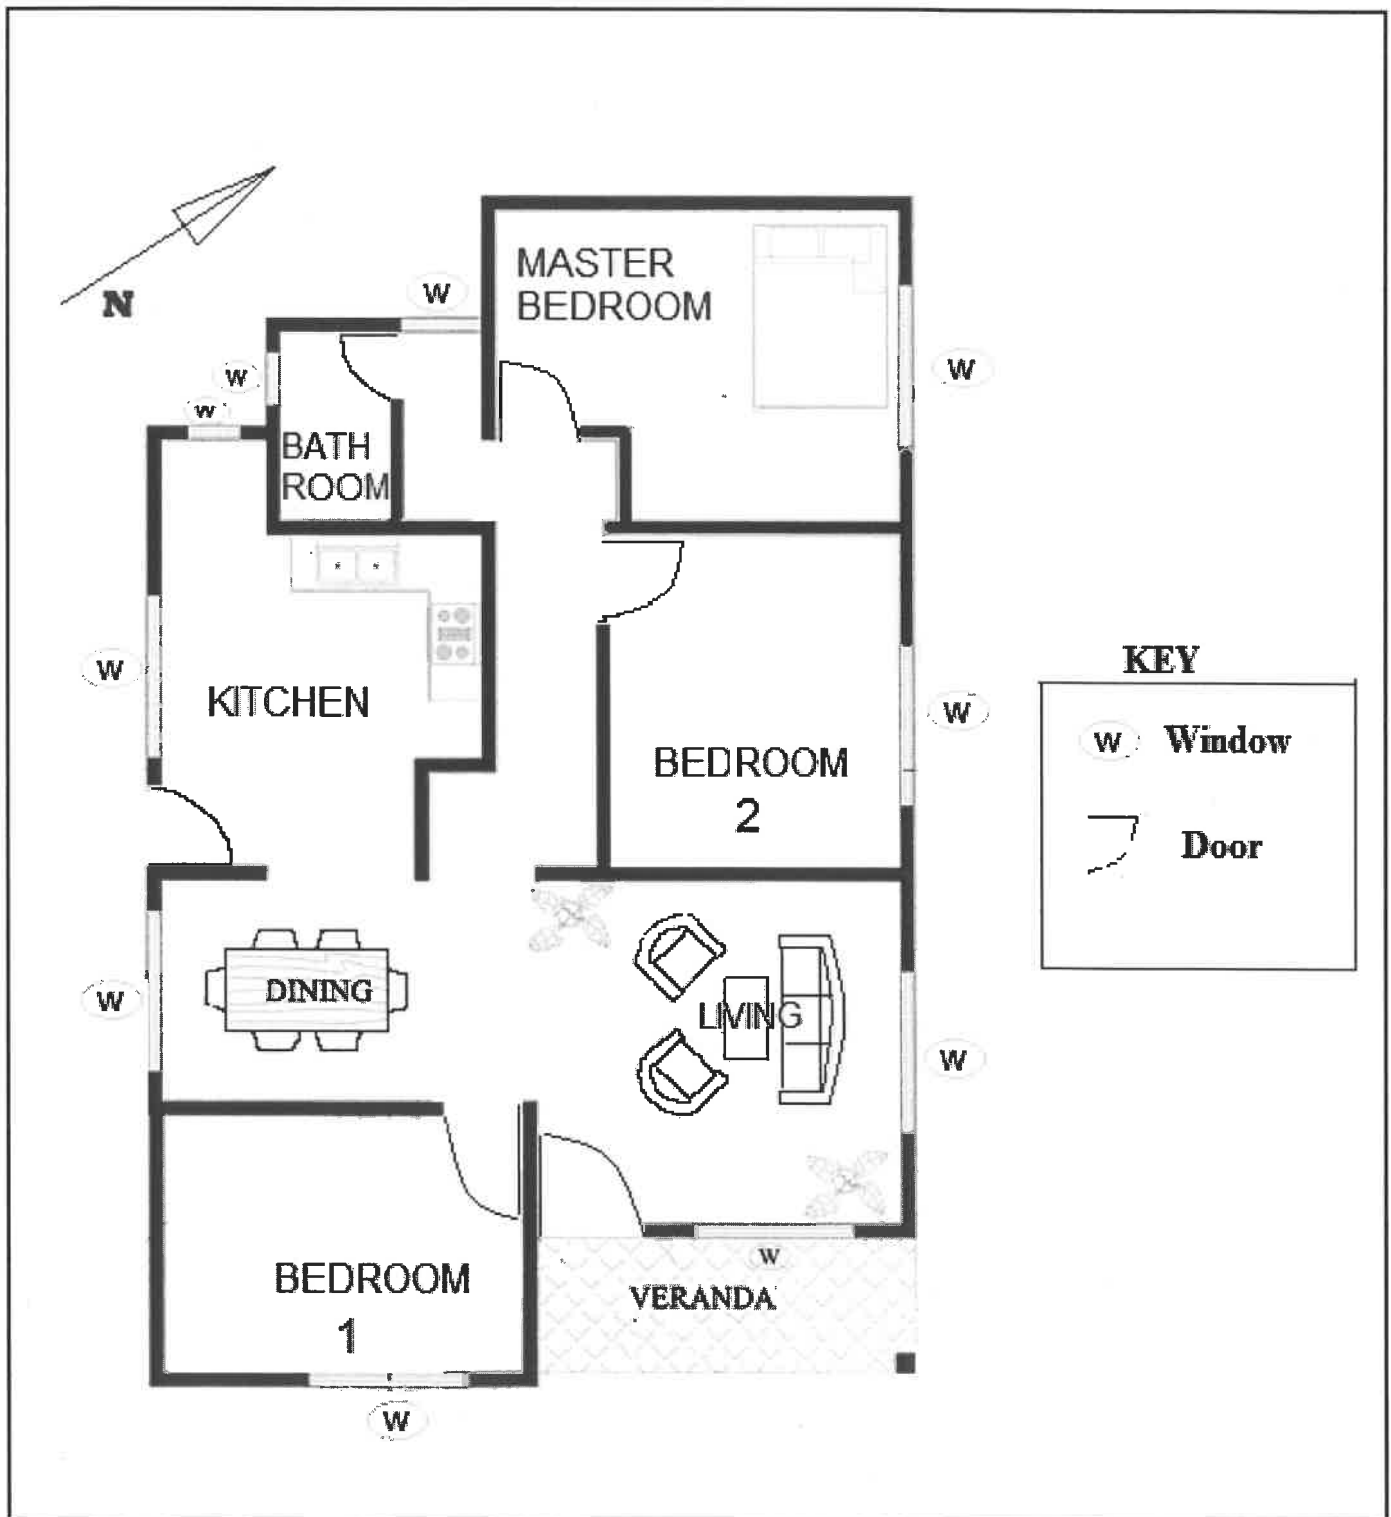 N
W
MASTER
BEDROOM
W
W
W
BATH
ROOM
W
KITCHEN
BEDROOM
2
W
KEY
W Window
Door
W
DINING
LIVING
W
W
VERANDA
BEDROOM
1
W